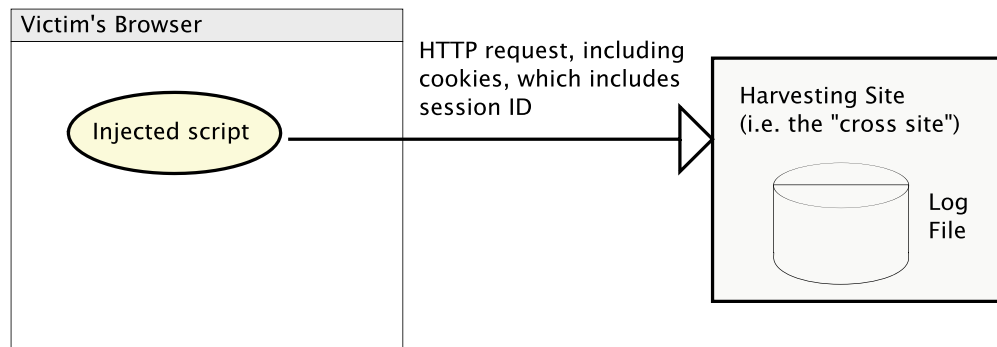 Victim's Browser
Injected script
HTTP request, including
cookies, which includes
session ID
Harvesting Site
(i.e. the "cross site")
Log
File